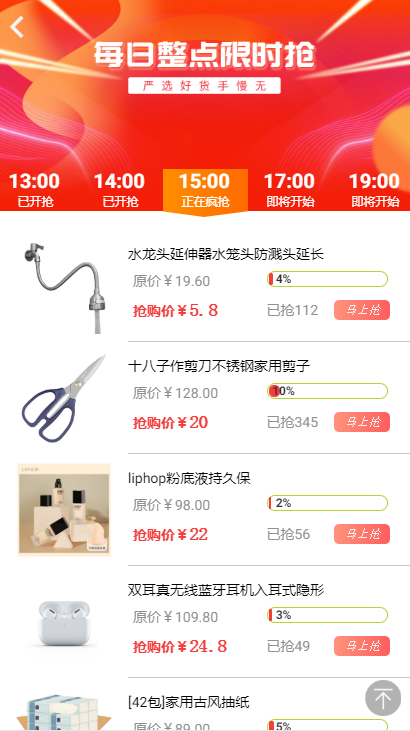 每日整点限时抢
严选好货手慢无
13:00 14:00 15:00 17:00 19:00
已开抢 已开抢 正在疯抢 即将开始 即将开始
水龙头延伸器水笼头防溅头延长
原价￥19.60 4%
抢购价￥5.8 已抢112 马上抢
十八子作剪刀不锈钢家用剪子
原价￥128.00 10%
抢购价￥20 已抢345 马上抢
LIPHOP
liphop粉底液持久保
原价￥98.00 2%
抢购价￥22 已抢56 马上抢
双耳真无线蓝牙耳机入耳式隐形
原价￥109.80 3%
抢购价￥24.8 已抢49 马上抢
[42包]家用古风抽纸
原价￥89.00 5%